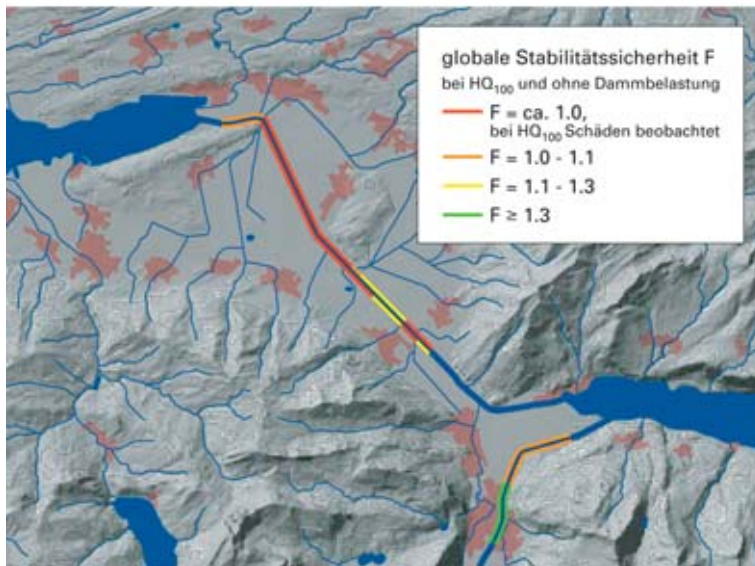 globale Stabilitätssicherheit F
bei HQ₁₀₀ und ohne Dammbelastung
F = ca. 1.0,
bei HQ₁₀₀ Schäden beobachtet
F = 1.0 - 1.1
F = 1.1 - 1.3
F ≥ 1.3